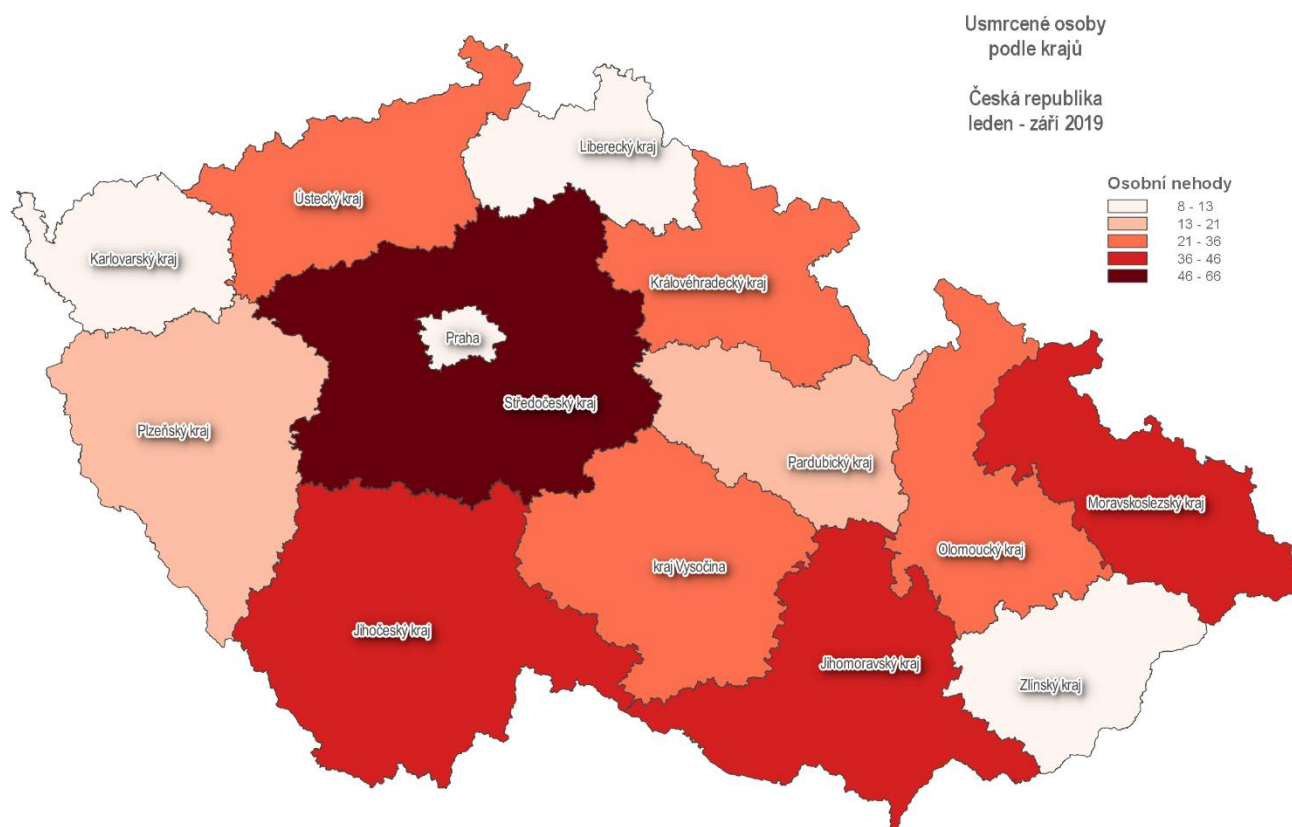 Usmrcené osoby
podle krajů
Česká republika
leden - září 2019
Osobní nehody
8 - 13
13 - 21
21 - 36
36 - 46
46 - 66
Liberecký kraj
Ústecký kraj
Karlovarský kraj
Královéhradecký kraj
Praha
Středočeský kraj
Plzeňský kraj
Pardubický kraj
Moravskoslezský kraj
Olomoucký kraj
kraj Vysočina
Jihočeský kraj
Jihomoravský kraj
Zlínský kraj